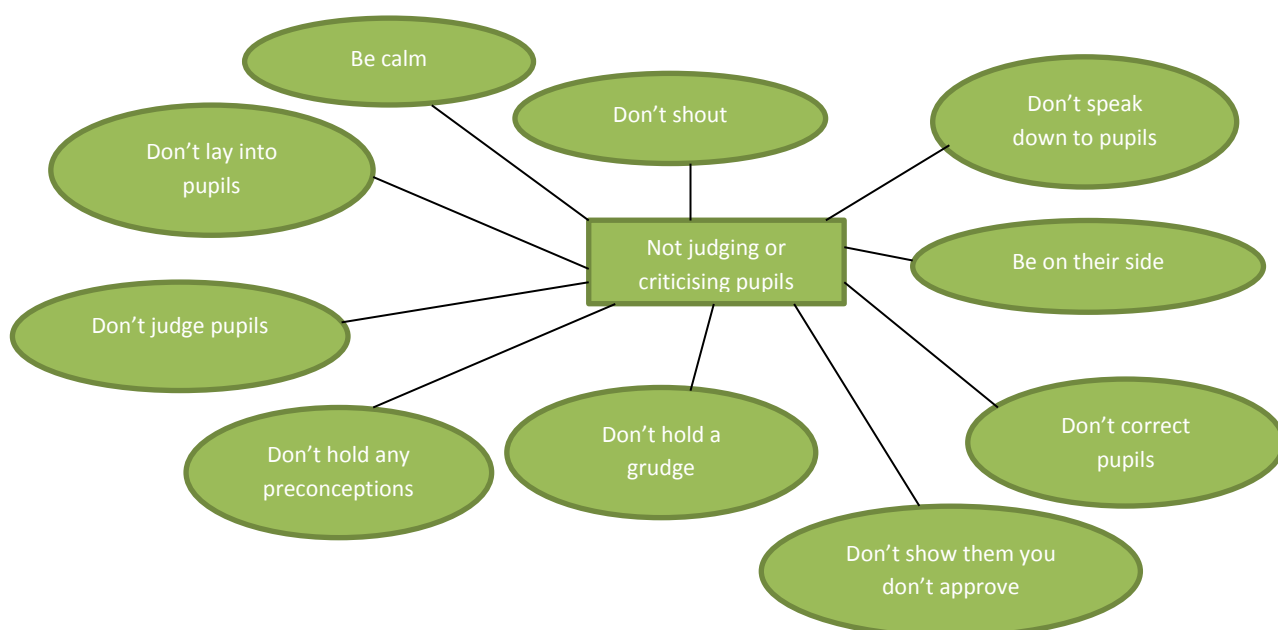 Be calm
Don’t shout
Don’t speak
down to pupils
Don’t lay into
pupils
Not judging or
criticising pupils
Be on their side
Don’t judge pupils
Don’t hold any
preconceptions
Don’t hold a
grudge
Don’t correct
pupils
Don’t show them you
don’t approve